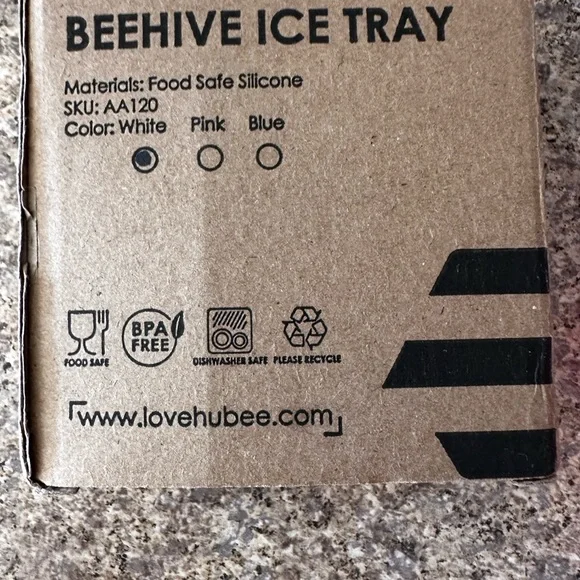 BEEHIVE ICE TRAY
Materials: Food Safe Silicone
SKU: AA120
Color: White Pink Blue
FOOD SAFE
BPA
FREE
DISHWASHER SAFE
PLEASE RECYCLE
www.lovehubee.com